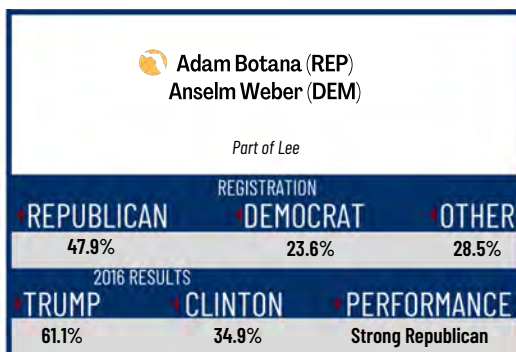 Adam Botana (REP)
Anselm Weber (DEM)
Part of Lee
REGISTRATION
REPUBLICAN DEMOCRAT OTHER
47.9% 23.6% 28.5%
2016 RESULTS
TRUMP CLINTON PERFORMANCE
61.1% 34.9% Strong Republican